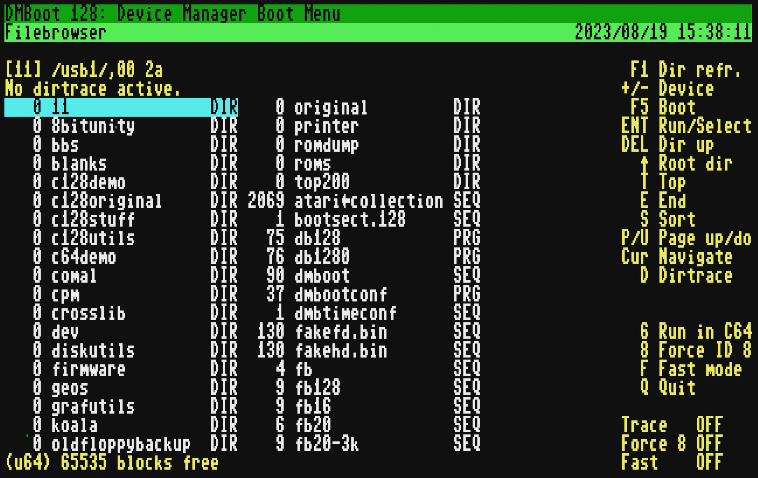 DMBoot 128: Device Manager Boot Menu
Filebrowser 2023/08/19 15:38:11
[11] /usb1/,00 2a F1 Dir refr.
No dirtrace active. +/- Device
0 11 DIR 0 original DIR F5 Boot
0 8bitunity DIR 0 printer DIR ENT Run/Select
0 bbs DIR 0 romdump DIR DEL Dir up
0 blanks DIR 0 roms DIR ↑ Root dir
0 c128demo DIR 0 top200 DIR T Top
0 c128original DIR 2069 atari←collection SEQ E End
0 c128stuff DIR 1 bootsect.128 SEQ S Sort
0 c128utils DIR 75 db128 PRG P/U Page up/do
0 c64demo DIR 76 db1280 PRG Cur Navigate
0 comal DIR 90 dmboot SEQ D Dirtrace
0 cpm DIR 37 dmbootconf PRG
0 crosslib DIR 1 dmbtimeconf SEQ
0 dev DIR 130 fakefd.bin SEQ 6 Run in C64
0 diskutils DIR 130 fakehd.bin SEQ 8 Force ID 8
0 firmware DIR 4 fb SEQ F Fast mode
0 geos DIR 9 fb128 SEQ Q Quit
0 grafutils DIR 9 fb16 SEQ
0 koala DIR 6 fb20 SEQ Trace OFF
0 oldfloppybackup DIR 9 fb20-3k SEQ Force 8 OFF
(u64) 65535 blocks free Fast OFF